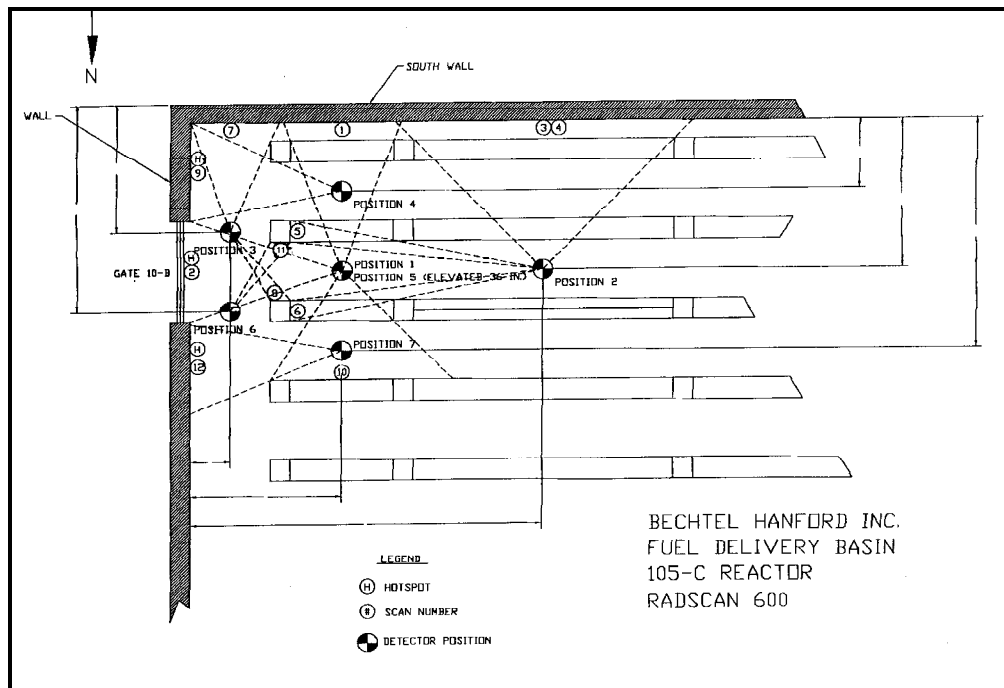 N
SOUTH WALL
WALL
7
1
3 4
H
9
POSITION 4
5
POSITION 3
11
H
2
GATE 10-B
POSITION 1
POSITION 5 (ELEVATED 36 IN)
POSITION 2
8
6
POSITION 6
H
12
POSITION 7
10
LEGEND
H HOTSPOT
# SCAN NUMBER
DETECTOR POSITION
BECHTEL HANFORD INC.
FUEL DELIVERY BASIN
105-C REACTOR
RADSCAN 600